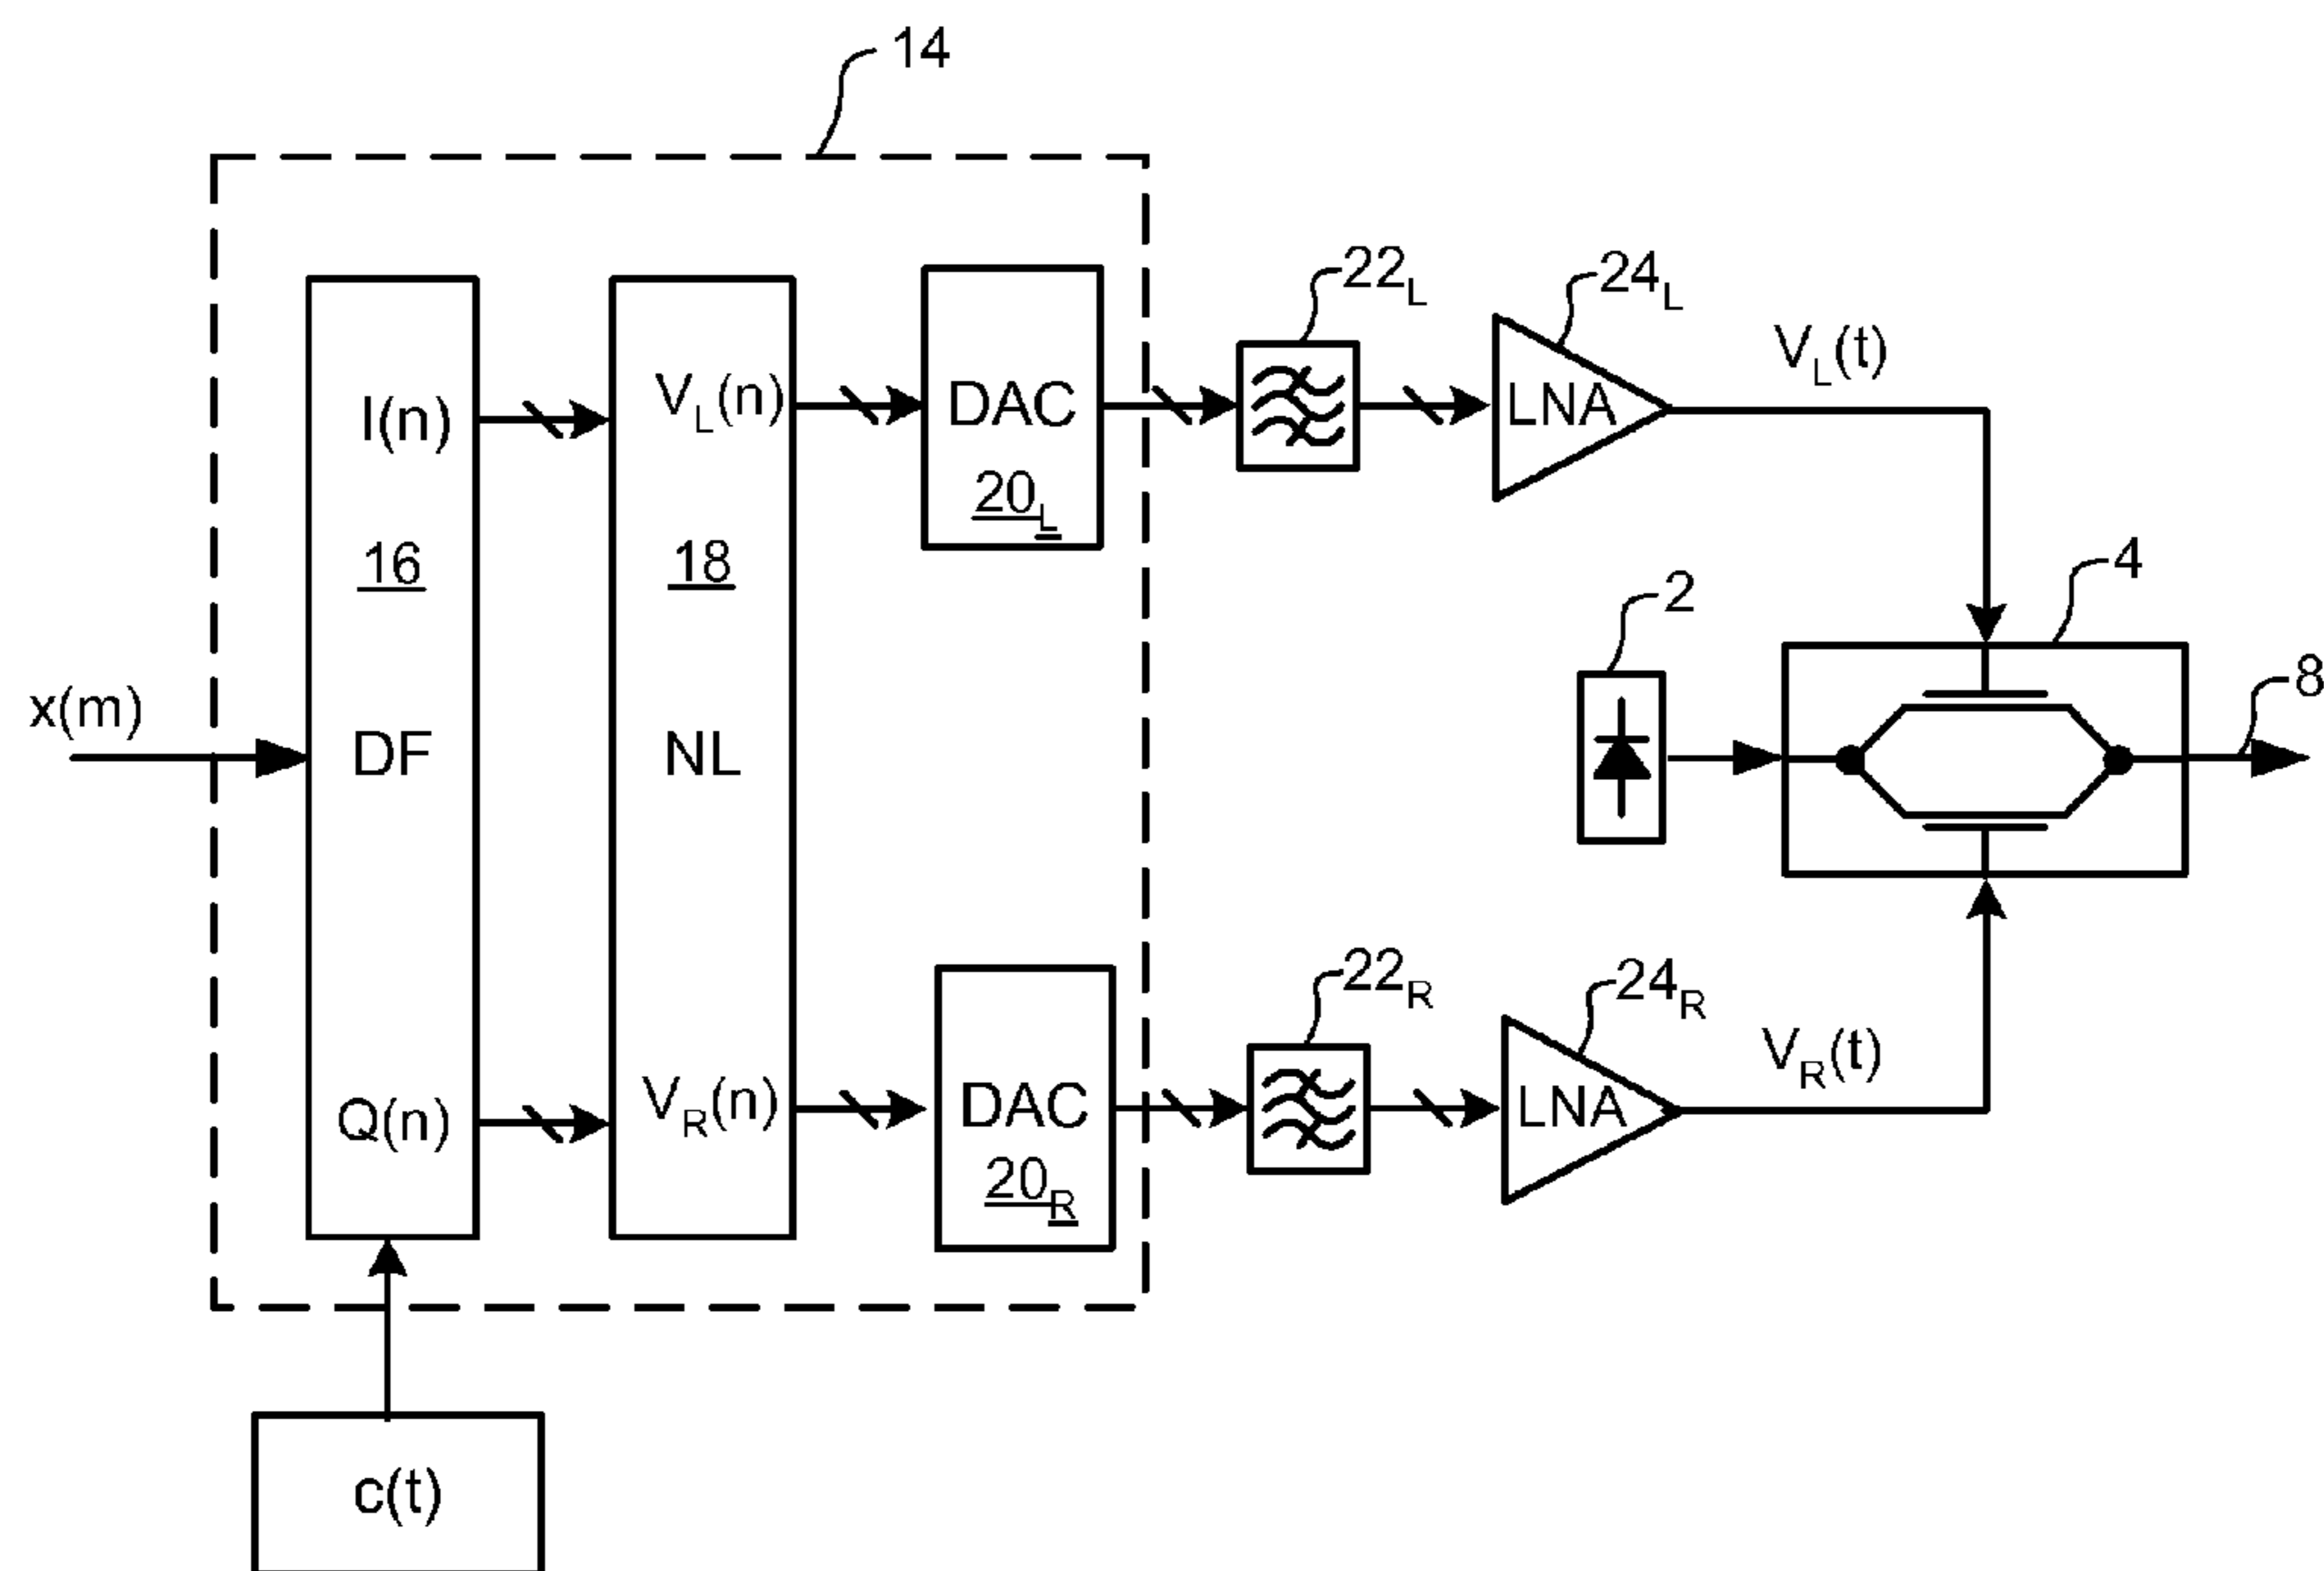 14
22L
24L
VL(t)
I(n)
VL(n)
DAC
LNA
20L
16
18
2
4
8
x(m)
DF
NL
22R
24R
VR(t)
Q(n)
VR(n)
DAC
LNA
20R
c(t)